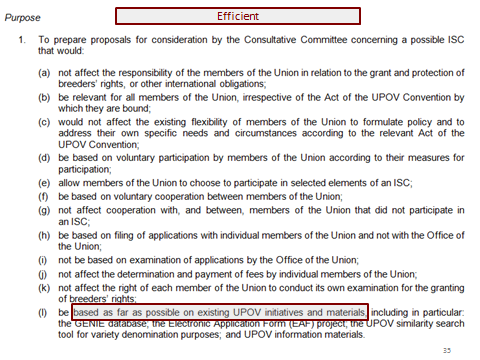 Purpose
Efficient
1. To prepare proposals for consideration by the Consultative Committee concerning a possible ISC
that would:
(a) not affect the responsibility of the members of the Union in relation to the grant and protection of
breeders' rights, or other international obligations;
(b) be relevant for all members of the Union, irrespective of the Act of the UPOV Convention by
which they are bound;
(c) would not affect the existing flexibility of members of the Union to formulate policy and to
address their own specific needs and circumstances according to the relevant Act of the
UPOV Convention;
(d) be based on voluntary participation by members of the Union according to their measures for
participation;
(e) allow members of the Union to choose to participate in selected elements of an ISC;
(f) be based on voluntary cooperation between members of the Union;
(g) not affect cooperation with, and between, members of the Union that did not participate in
an ISC;
(h) be based on filing of applications with individual members of the Union and not with the Office of
the Union;
(i) not be based on examination of applications by the Office of the Union;
(j) not affect the determination and payment of fees by individual members of the Union;
(k) not affect the right of each member of the Union to conduct its own examination for the granting
of breeders' rights;
(l) be based as far as possible on existing UPOV initiatives and materials, including in particular:
the GENIE database; the Electronic Application Form (EAF) project; the UPOV similarity search
tool for variety denomination purposes; and UPOV information materials.
35